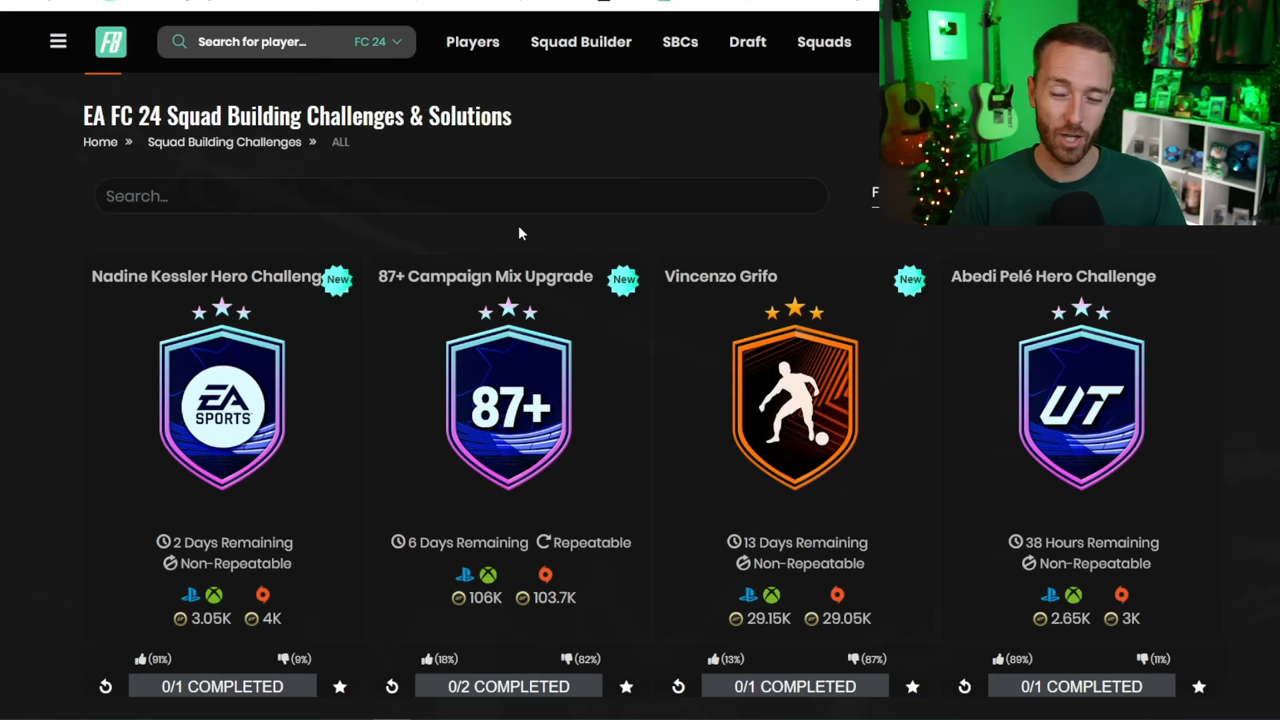 FB
Search for player...
FC 24
Players
Squad Builder
SBCs
Draft
Squads
EA FC 24 Squad Building Challenges & Solutions
Home » Squad Building Challenges » ALL
Search...
F
Nadine Kessler Hero Challeng
New
EA SPORTS
2 Days Remaining
Non-Repeatable
3.05K
4K
(91%)
(9%)
0/1 COMPLETED
87+ Campaign Mix Upgrade
New
87+
6 Days Remaining
Repeatable
106K
103.7K
(18%)
(82%)
0/2 COMPLETED
Vincenzo Grifo
New
13 Days Remaining
Non-Repeatable
29.15K
29.05K
(13%)
(87%)
0/1 COMPLETED
Abedi Pelé Hero Challenge
UT
38 Hours Remaining
Non-Repeatable
2.65K
3K
(89%)
(11%)
0/1 COMPLETED